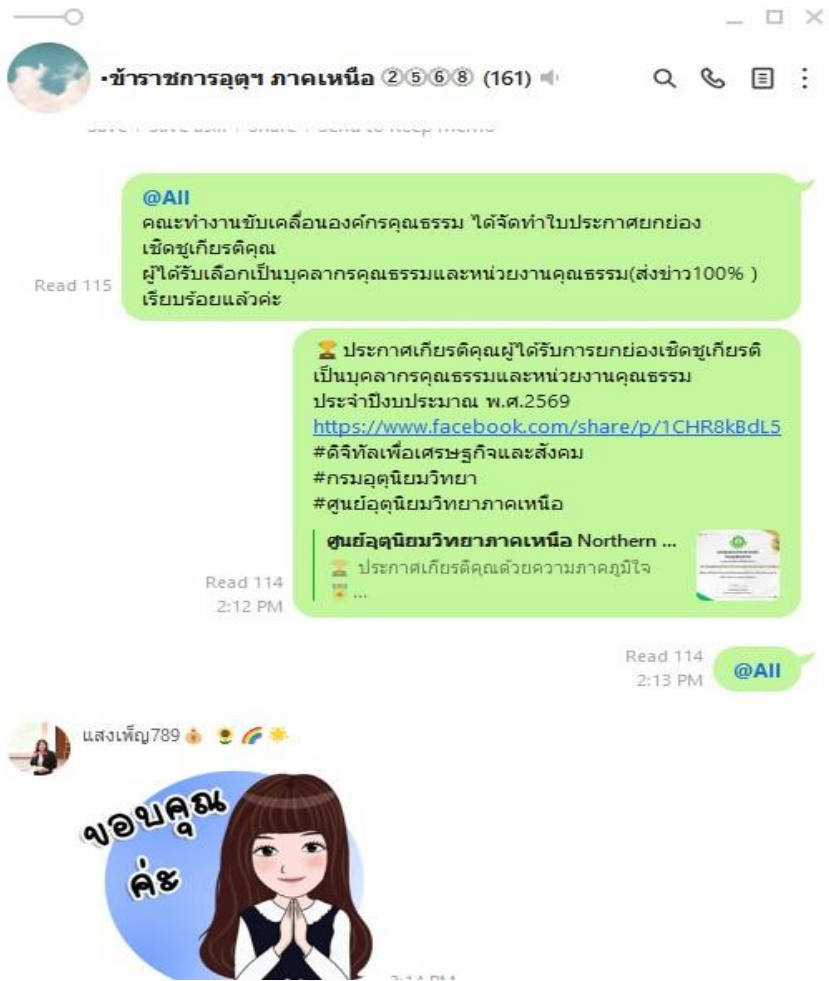 •ข้าราชการอุตุฯ ภาคเหนือ ②⑤⑥⑧ (161)
@All
คณะทำงานขับเคลื่อนองค์กรคุณธรรม ได้จัดทำใบประกาศยกย่อง
เชิดชูเกียรติคุณ
ผู้ได้รับเลือกเป็นบุคลากรคุณธรรมและหน่วยงานคุณธรรม(ส่งข่าว100% )
เรียบร้อยแล้วค่ะ
Read 115
🏆 ประกาศเกียรติคุณผู้ได้รับการยกย่องเชิดชูเกียรติ
เป็นบุคลากรคุณธรรมและหน่วยงานคุณธรรม
ประจำปีงบประมาณ พ.ศ.2569
https://www.facebook.com/share/p/1CHR8kBdL5
#ดิจิทัลเพื่อเศรษฐกิจและสังคม
#กรมอุตุนิยมวิทยา
#ศูนย์อุตุนิยมวิทยาภาคเหนือ
ศูนย์อุตุนิยมวิทยาภาคเหนือ Northern ...
🏆 ประกาศเกียรติคุณด้วยความภาคภูมิใจ
...
Read 114
2:12 PM
Read 114
2:13 PM
@All
แสงเพ็ญ789💰 🌻🌈🌟
ขอบคุณ
ค่ะ